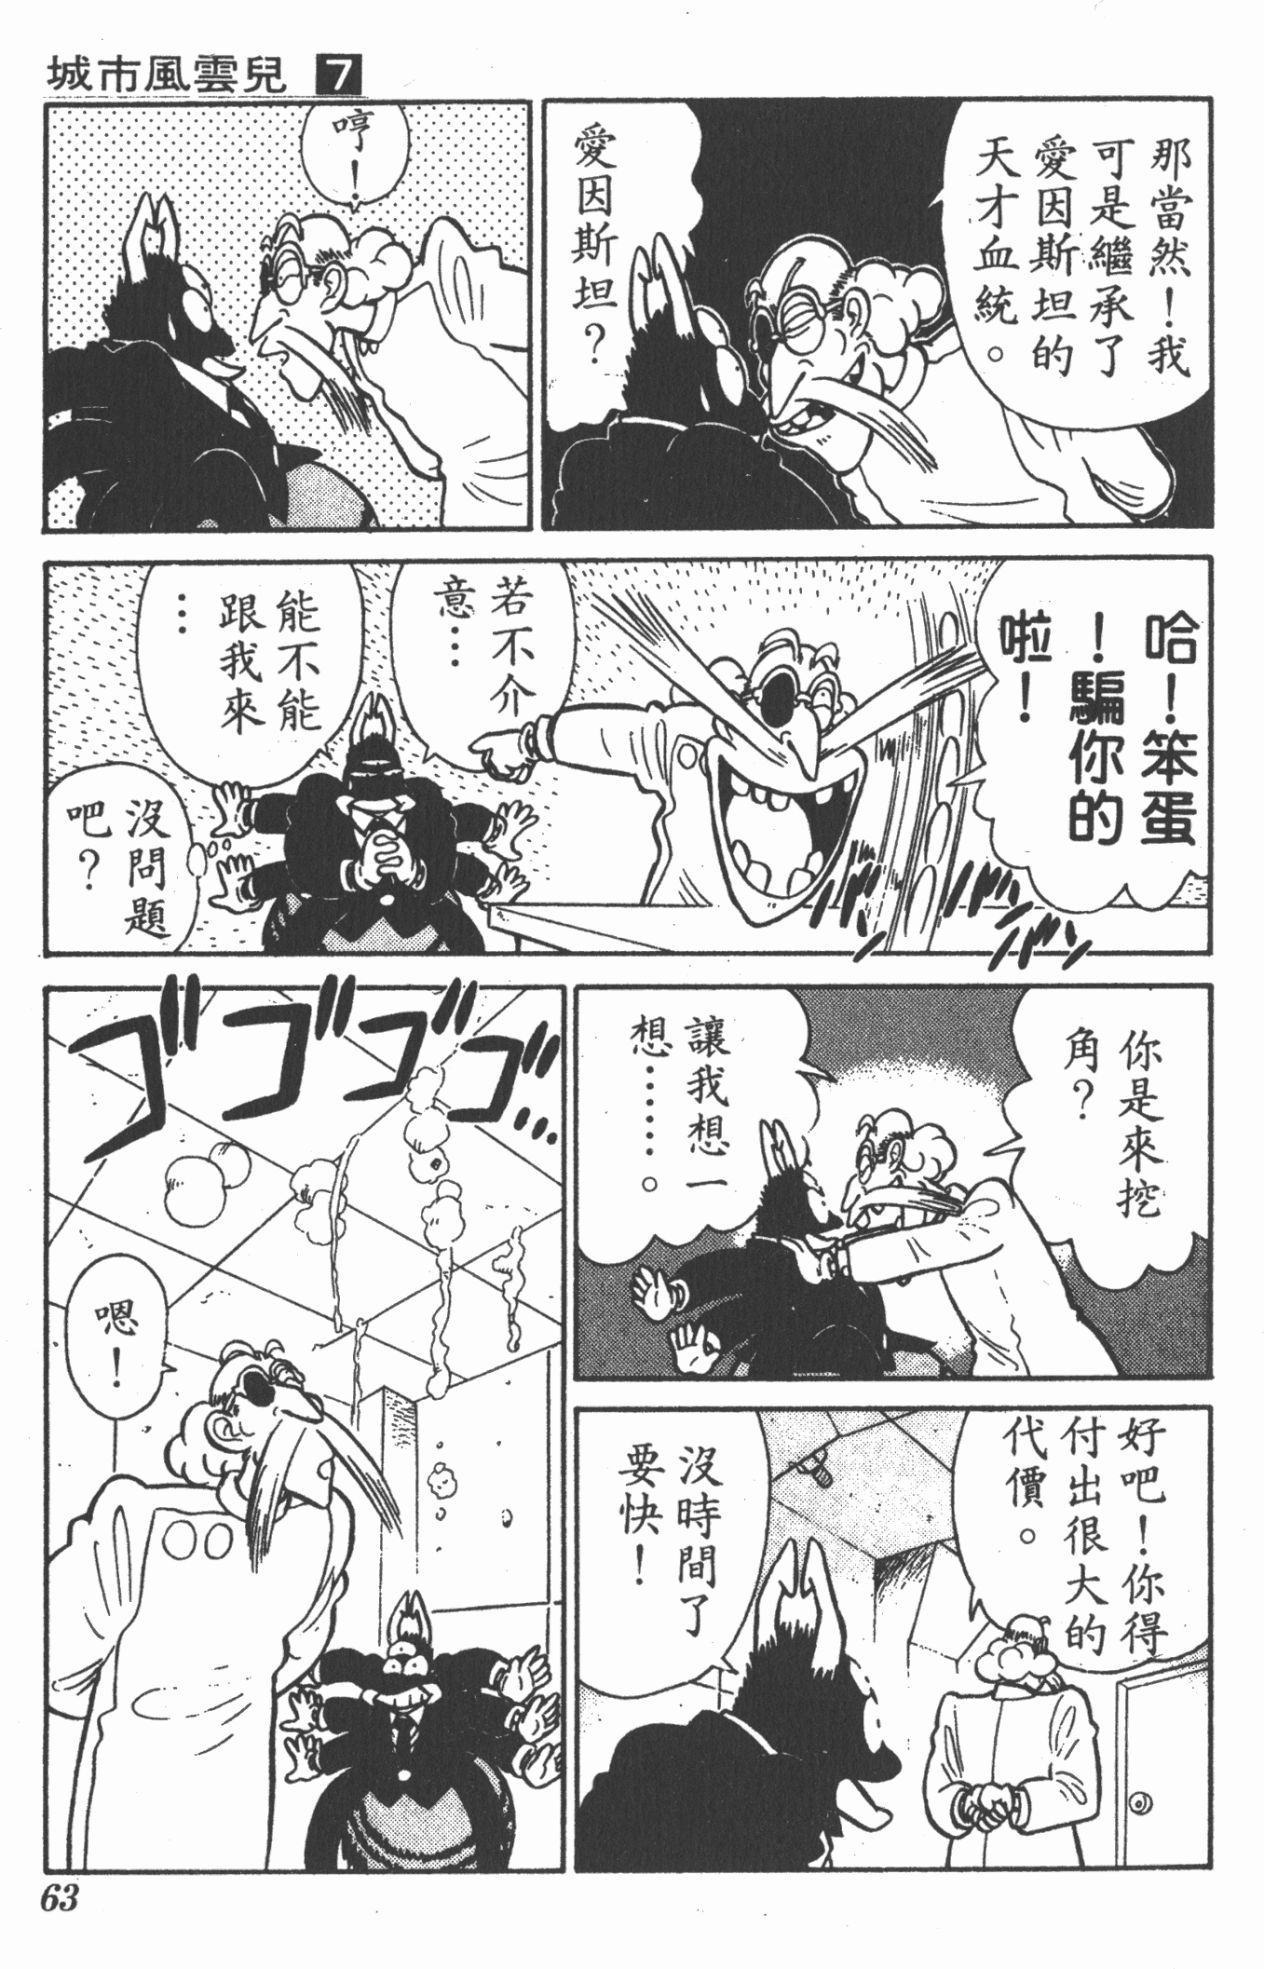 城市風雲兒 7
那當然！我
可是繼承了
愛因斯坦的
天才血統。
愛因斯坦？
哼！
哈！笨蛋
！騙你的
啦！
若不介
意…
能不能
跟我來
…
沒問題
吧？
你是來挖
角？
讓我想一
想……。
好吧！你得
付出很大的
代價。
沒時間了
要快！
ゴゴゴゴ…
嗯！
63